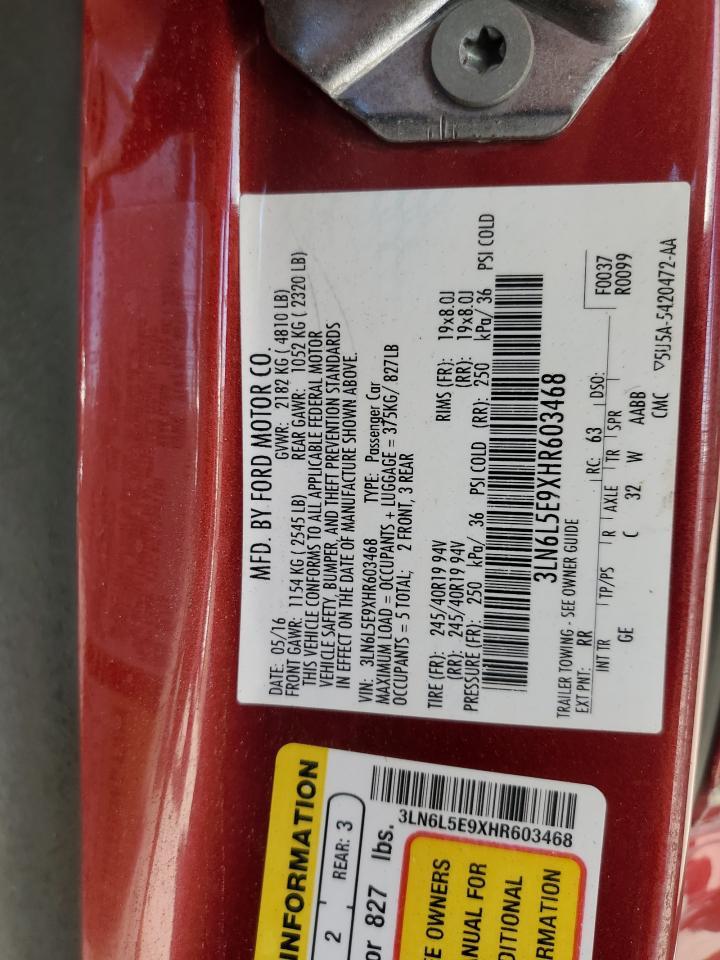 MFD. BY FORD MOTOR CO.
DATE: 05/16 GVWR: 2182 KG ( 4810 LB)
FRONT GAWR: 1154 KG ( 2545 LB) REAR GAWR: 1052 KG ( 2320 LB)
THIS VEHICLE CONFORMS TO ALL APPLICABLE FEDERAL MOTOR
VEHICLE SAFETY, BUMPER, AND THEFT PREVENTION STANDARDS
IN EFFECT ON THE DATE OF MANUFACTURE SHOWN ABOVE.
VIN: 3LN6L5E9XHR603468 TYPE: Passenger Car
MAXIMUM LOAD = OCCUPANTS + LUGGAGE = 375KG/ 827LB
OCCUPANTS = 5 TOTAL; 2 FRONT, 3 REAR
TIRE (FR): 245/40R19 94V RIMS (FR): 19x8.0J
(RR): 245/40R19 94V (RR): 19x8.0J
PRESSURE (FR): 250 kPa/ 36 PSI COLD (RR): 250 kPa/ 36 PSI COLD
3LN6L5E9XHR603468
TRAILER TOWING - SEE OWNER GUIDE
EXT PNT: RR RC: 63 DSO:
INT TR TP/PS R AXLE TR SPR
GE C 32 W AABB
F0037
R0099
CMC ▽5U5A-5420472-AA
INFORMATION
2 REAR: 3
or 827 lbs.
3LN6L5E9XHR603468
E OWNERS
ANUAL FOR
DITIONAL
RMATION